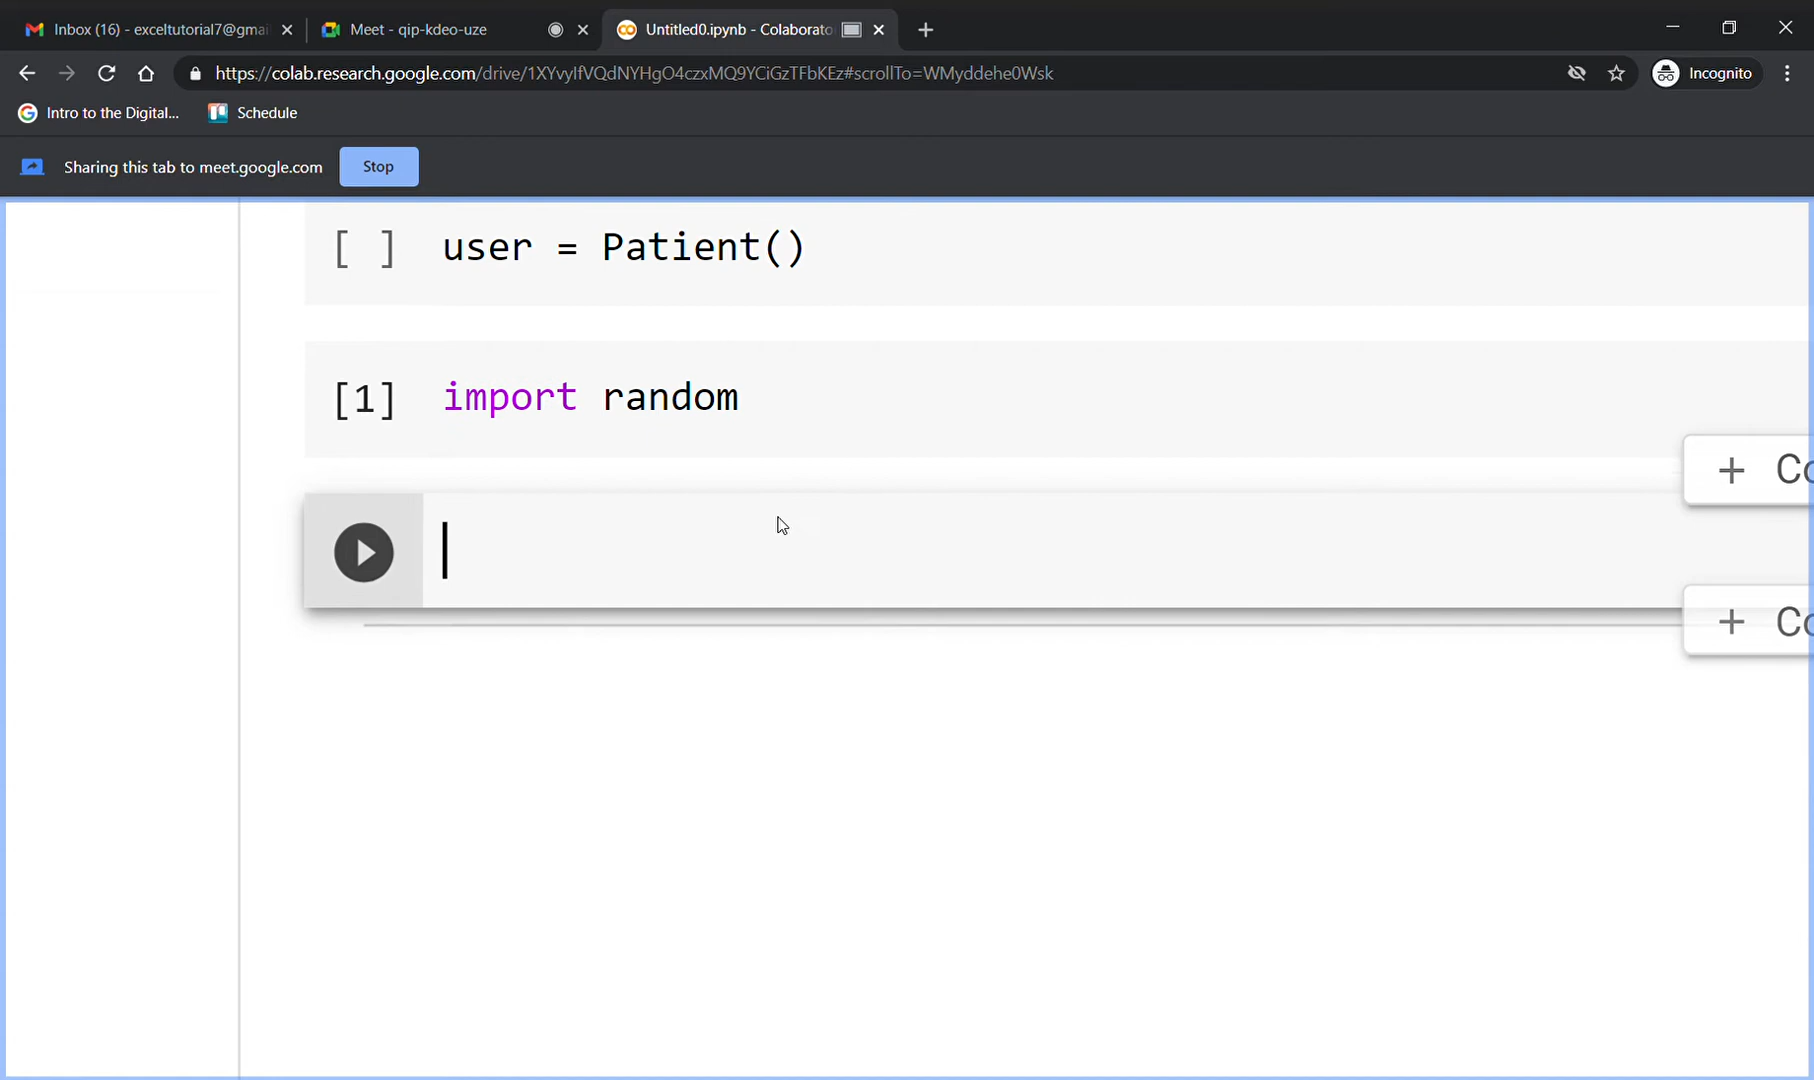 Inbox (16) - exceltutorial7@gmai
Meet - qip-kdeo-uze
Untitled0.ipynb - Colaborato
https://colab.research.google.com/drive/1XYvyIfVQdNYHgO4czxMQ9YCiGzTFbKEz#scrollTo=WMyddehe0Wsk
Incognito
Intro to the Digital...
Schedule
Sharing this tab to meet.google.com
Stop
[ ] user = Patient()
[1] import random
+ Co
+ Co